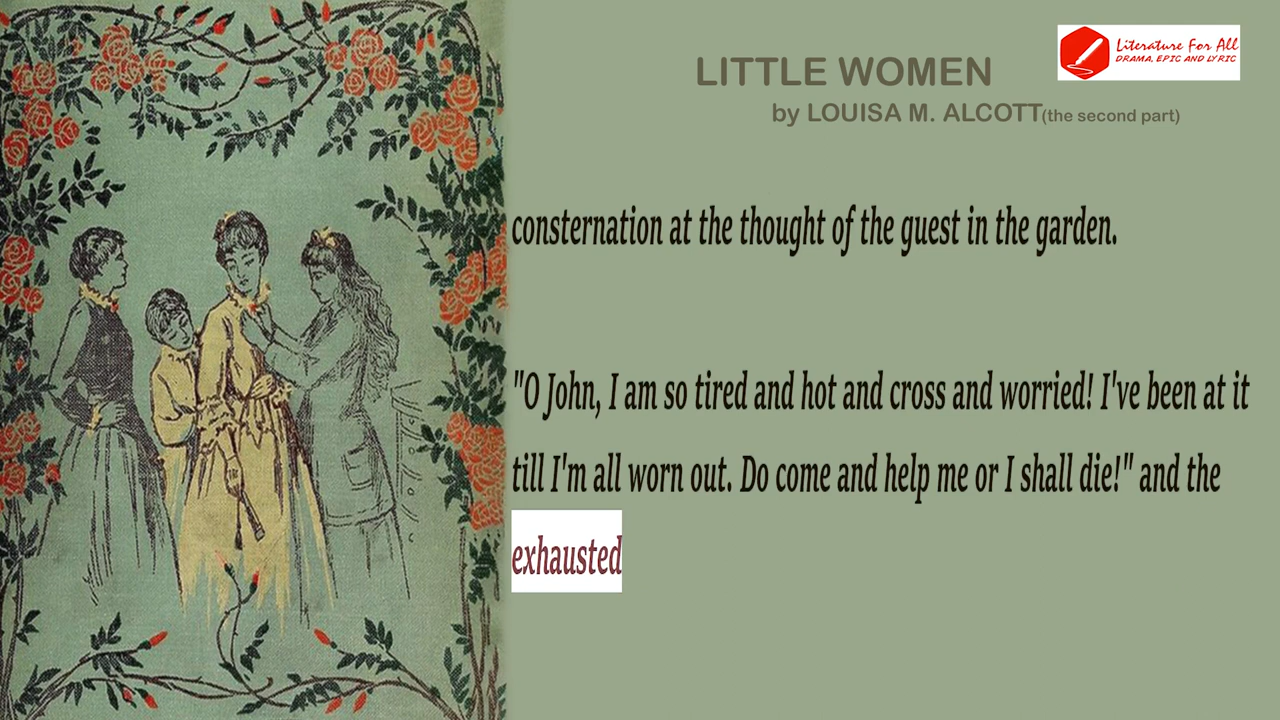 LITTLE WOMEN
by LOUISA M. ALCOTT(the second part)
Literature For All
DRAMA, EPIC AND LYRIC
consternation at the thought of the guest in the garden.
"O John, I am so tired and hot and cross and worried! I've been at it
till I'm all worn out. Do come and help me or I shall die!" and the
exhausted